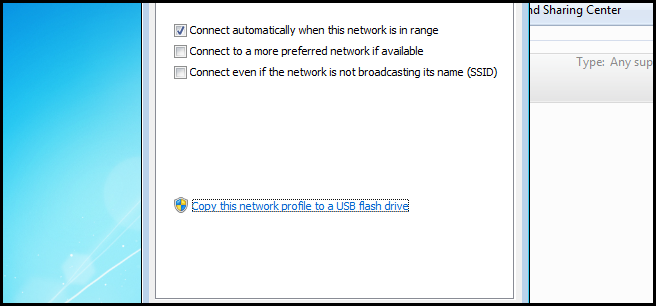 nd Sharing Center
Connect automatically when this network is in range
Connect to a more preferred network if available
Type: Any sup
Connect even if the network is not broadcasting its name (SSID)
Copy this network profile to a USB flash drive